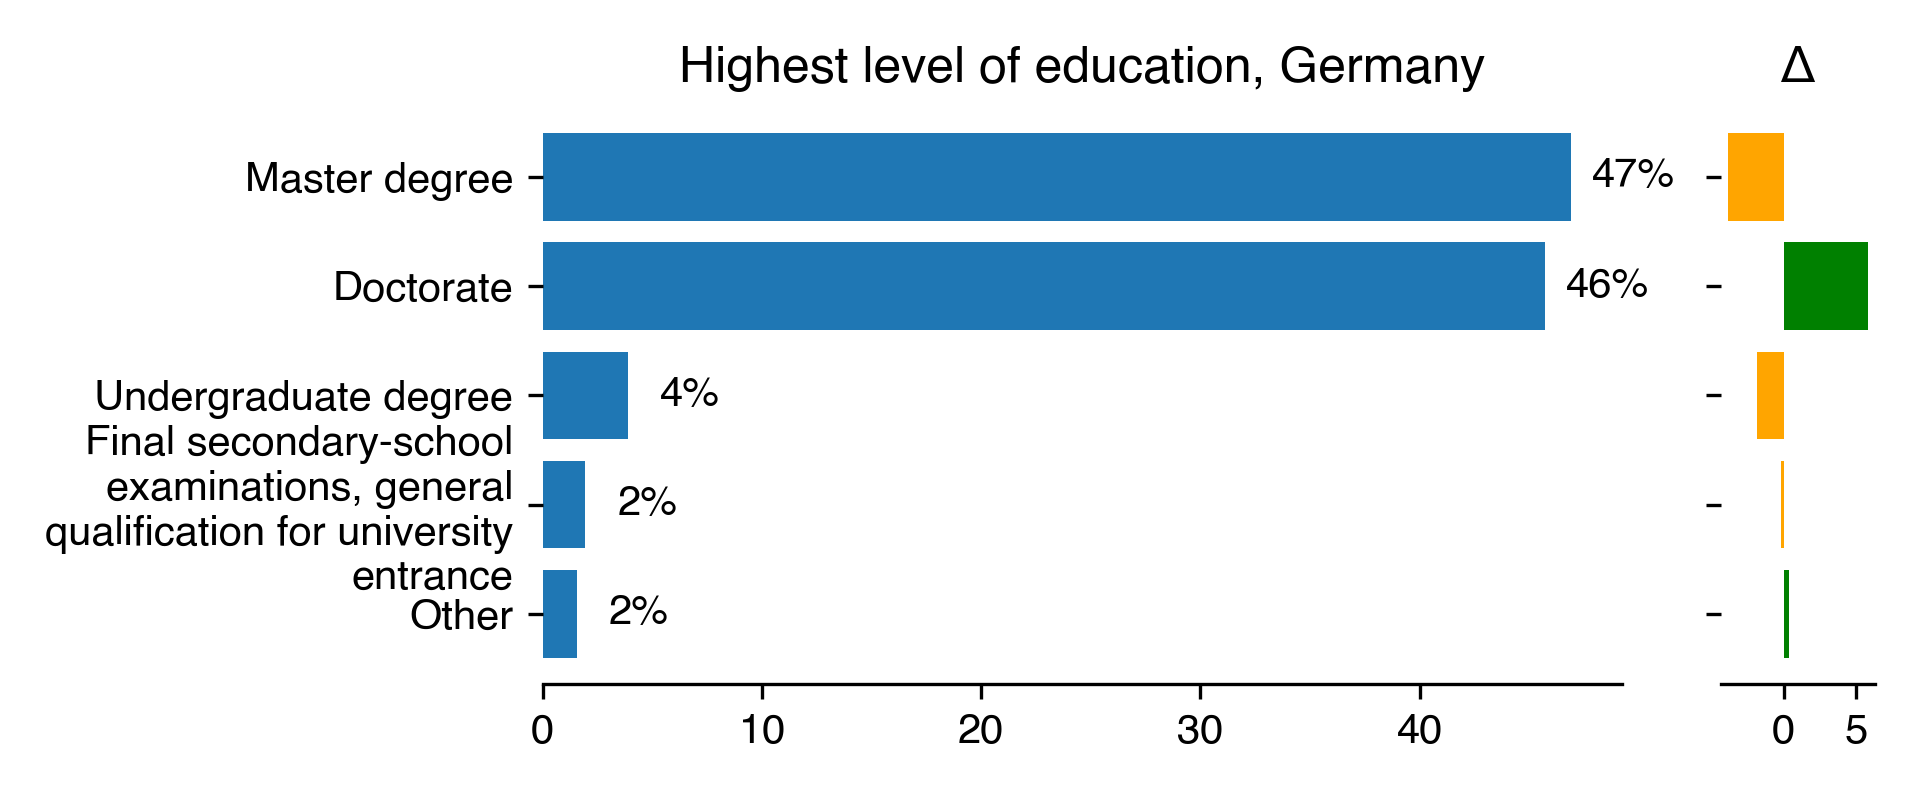 Highest level of education, Germany
Δ
Master degree
47%
Doctorate
46%
Undergraduate degree
4%
Final secondary-school
examinations, general
qualification for university
entrance
2%
Other
2%
0 10 20 30 40
0 5